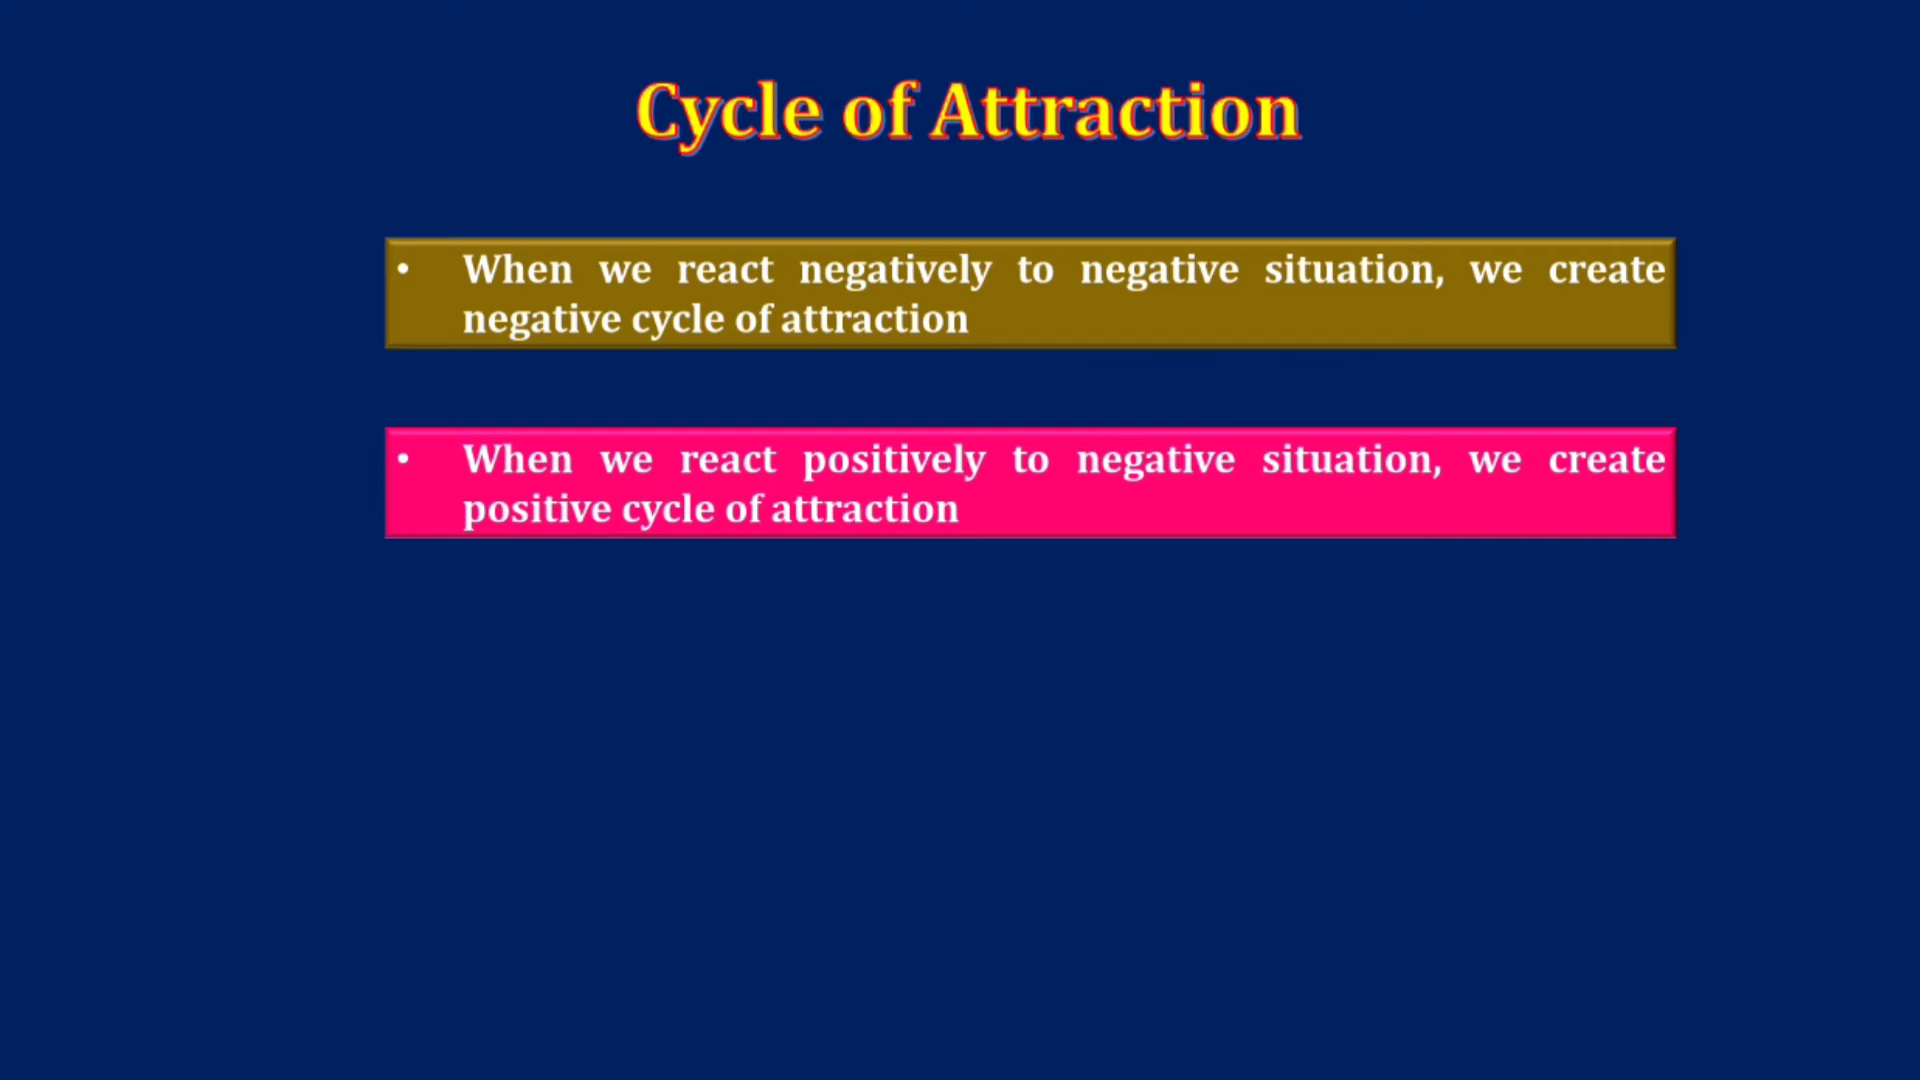 Cycle of Attraction
• When we react negatively to negative situation, we create
negative cycle of attraction
• When we react positively to negative situation, we create
positive cycle of attraction